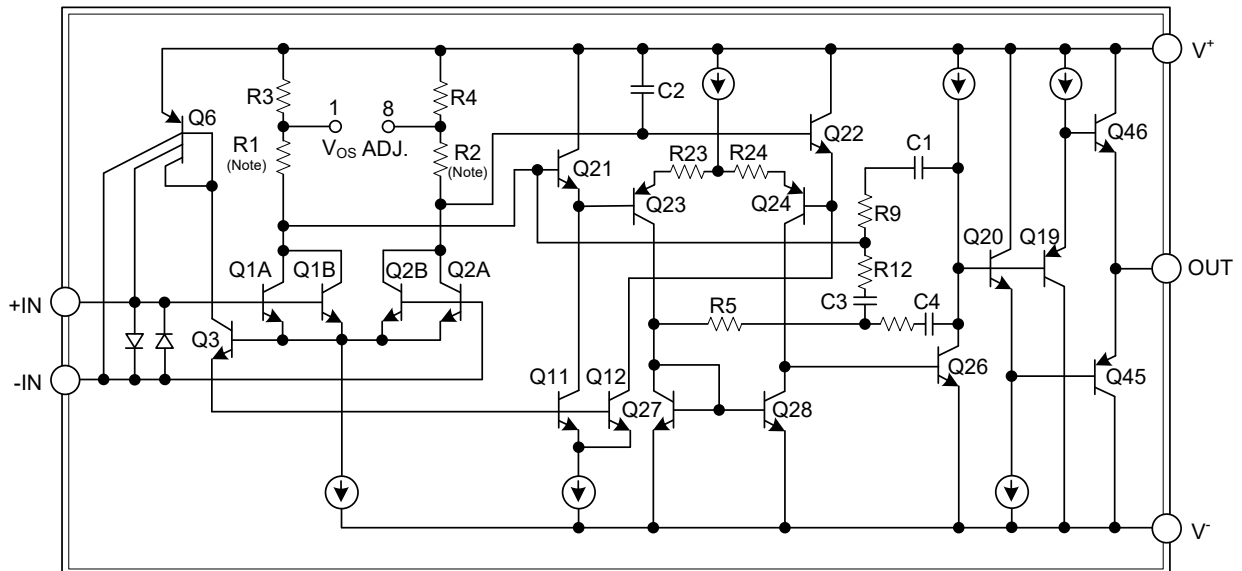 V+
R3
R4
C2
Q6
1
8
Q46
R1
(Note)
VOS ADJ.
R2
(Note)
Q22
C1
R23
R24
Q21
Q23
Q24
R9
Q20
Q19
OUT
Q1A
Q1B
Q2B
Q2A
R12
+IN
C3
C4
Q3
R5
Q26
-IN
Q45
Q11
Q12
Q27
Q28
V-